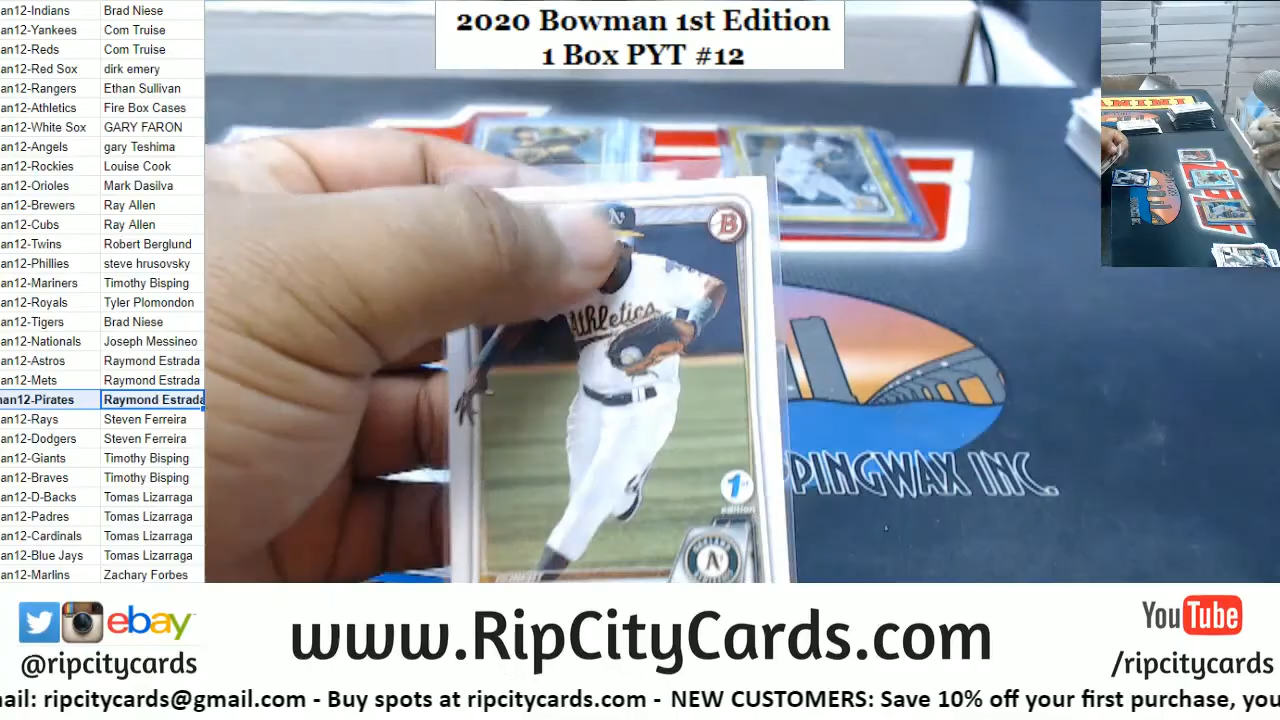 2020 Bowman 1st Edition
1 Box PYT #12
an12-Indians Brad Niese
an12-Yankees Com Truise
an12-Reds Com Truise
an12-Red Sox dirk emery
an12-Rangers Ethan Sullivan
an12-Athletics Fire Box Cases
an12-White Sox GARY FARON
an12-Angels gary Teshima
an12-Rockies Louise Cook
an12-Orioles Mark Dasilva
an12-Brewers Ray Allen
an12-Cubs Ray Allen
an12-Twins Robert Berglund
an12-Phillies steve hrusovsky
an12-Mariners Timothy Bisping
an12-Royals Tyler Plomondon
an12-Tigers Brad Niese
an12-Nationals Joseph Messineo
an12-Astros Raymond Estrada
an12-Mets Raymond Estrada
nan12-Pirates Raymond Estrada
an12-Rays Steven Ferreira
an12-Dodgers Steven Ferreira
an12-Giants Timothy Bisping
an12-Braves Timothy Bisping
an12-D-Backs Tomas Lizarraga
an12-Padres Tomas Lizarraga
an12-Cardinals Tomas Lizarraga
an12-Blue Jays Tomas Lizarraga
an12-Marlins Zachary Forbes
PANINI
A's
B
Athletics
1st
edition
A's
PPINGWAX INC.
ebay
@ripcitycards
www.RipCityCards.com
YouTube
/ripcitycards
nail: ripcitycards@gmail.com - Buy spots at ripcitycards.com - NEW CUSTOMERS: Save 10% off your first purchase, you